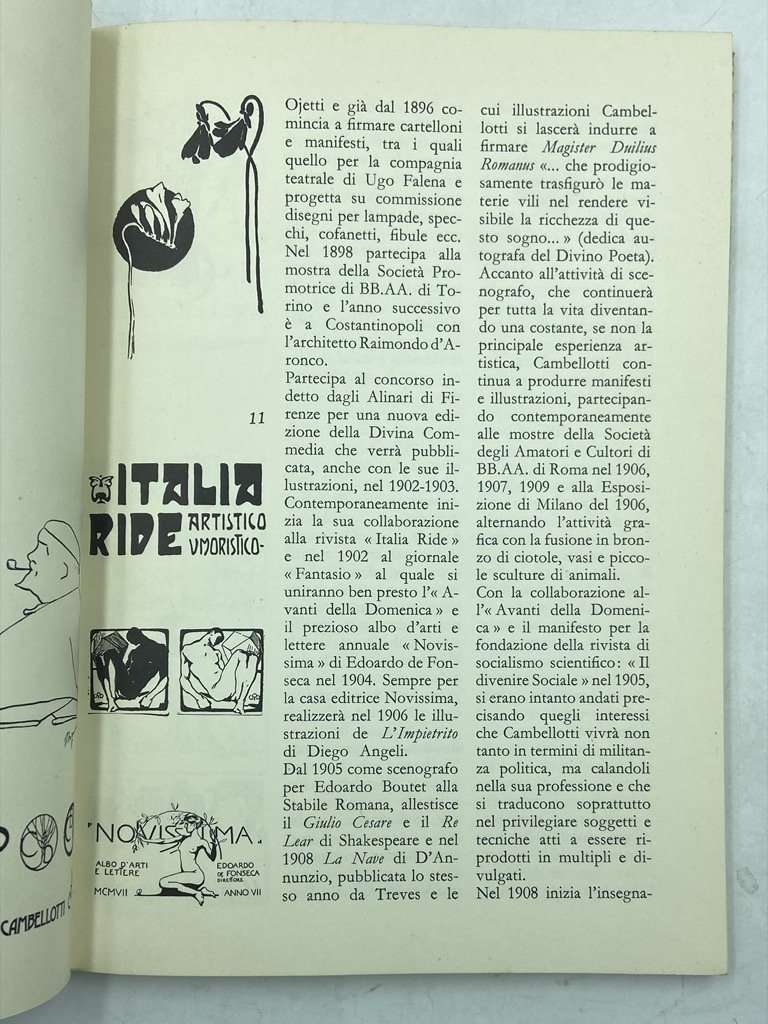 Ojetti e già dal 1896 co-
mincia a firmare cartelloni
e manifesti, tra i quali
quello per la compagnia
teatrale di Ugo Falena e
progetta su commissione
disegni per lampade, spec-
chi, cofanetti, fibule ecc.
Nel 1898 partecipa alla
mostra della Società Pro-
motrice di BB.AA. di To-
rino e l'anno successivo
è a Costantinopoli con
l'architetto Raimondo d'A-
ronco.
Partecipa al concorso in-
detto dagli Alinari di Fi-
renze per una nuova edi-
zione della Divina Com-
media che verrà pubbli-
cata, anche con le sue il-
lustrazioni, nel 1902-1903.
Contemporaneamente ini-
zia la sua collaborazione
alla rivista « Italia Ride »
e nel 1902 al giornale
« Fantasio » al quale si
uniranno ben presto l'« A-
vanti della Domenica » e
il prezioso albo d'arti e
lettere annuale « Novis-
sima » di Edoardo de Fon-
seca nel 1904. Sempre per
la casa editrice Novissima,
realizzerà nel 1906 le illu-
strazioni de L'Impietrito
di Diego Angeli.
Dal 1905 come scenografo
per Edoardo Boutet alla
Stabile Romana, allestisce
il Giulio Cesare e il Re
Lear di Shakespeare e nel
1908 La Nave di D'An-
nunzio, pubblicata lo stes-
so anno da Treves e le
cui illustrazioni Cambel-
lotti si lascerà indurre a
firmare Magister Duilius
Romanus «... che prodigio-
samente trasfigurò le ma-
terie vili nel rendere vi-
sibile la ricchezza di que-
sto sogno... » (dedica au-
tografa del Divino Poeta).
Accanto all'attività di sce-
nografo, che continuerà
per tutta la vita diventan-
do una costante, se non la
principale esperienza ar-
tistica, Cambellotti con-
tinua a produrre manifesti
e illustrazioni, partecipan-
do contemporaneamente
alle mostre della Società
degli Amatori e Cultori di
BB.AA. di Roma nel 1906,
1907, 1909 e alla Esposi-
zione di Milano del 1906,
alternando l'attività gra-
fica con la fusione in bron-
zo di ciotole, vasi e picco-
le sculture di animali.
Con la collaborazione al-
l'« Avanti della Domeni-
ca » e il manifesto per la
fondazione della rivista di
socialismo scientifico: « Il
divenire Sociale » nel 1905,
si erano intanto andati pre-
cisando quegli interessi
che Cambellotti vivrà non
tanto in termini di militan-
za politica, ma calandoli
nella sua professione e che
si traducono soprattutto
nel privilegiare soggetti e
tecniche atti a essere ri-
prodotti in multipli e di-
vulgati.
Nel 1908 inizia l'insegna-
11
ITALIA
RIDE ARTISTICO
VMORISTICO-
NOVISSIMA
ALBO D'ARTI
E LETTERE
EDOARDO
DE FONSECA
DIRETTORE
MCMVII
ANNO VII
CAMBELLOTTI